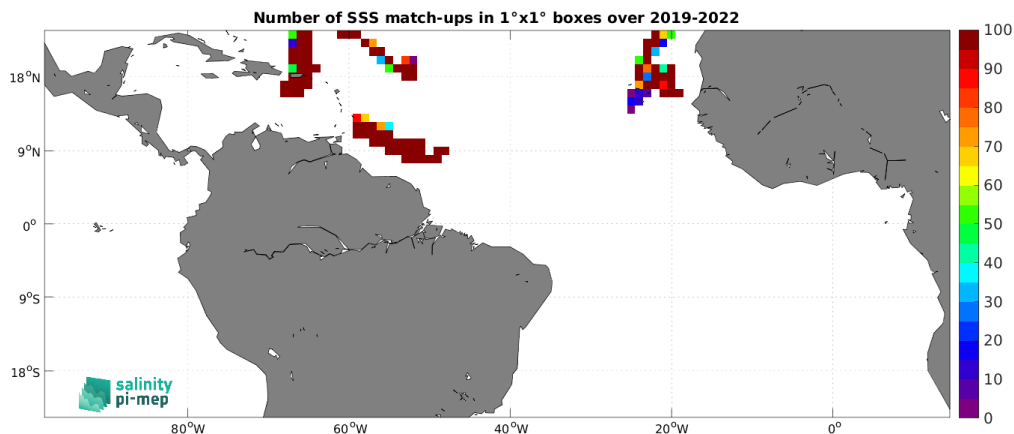 Number of SSS match-ups in 1°x1° boxes over 2019-2022
18°N
9°N
0°
9°S
18°S
80°W
60°W
40°W
20°W
0°
100
90
80
70
60
50
40
30
20
10
0
salinity
pi-mep